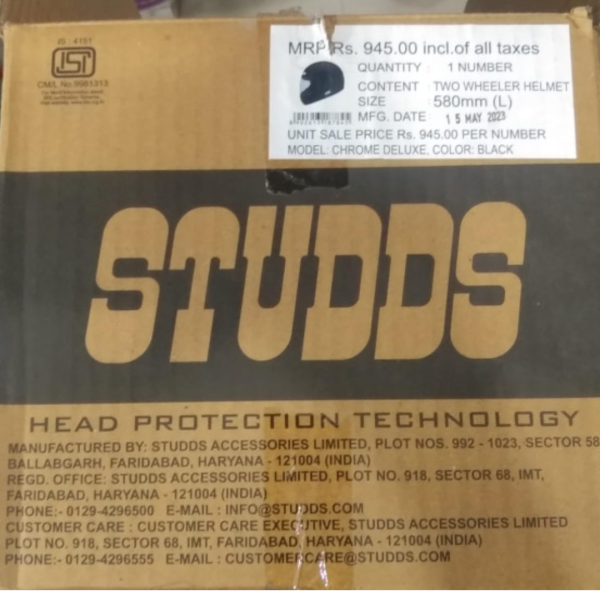 IS : 4151
ISI
CM/L No.9981313
MRP Rs. 945.00 incl.of all taxes
QUANTITY : 1 NUMBER
CONTENT : TWO WHEELER HELMET
SIZE : 580mm (L)
MFG. DATE : 15 MAY 2023
UNIT SALE PRICE Rs. 945.00 PER NUMBER
MODEL: CHROME DELUXE, COLOR: BLACK
STUDDS
HEAD PROTECTION TECHNOLOGY
MANUFACTURED BY: STUDDS ACCESSORIES LIMITED, PLOT NOS. 992 - 1023, SECTOR 58
BALLABGARH, FARIDABAD, HARYANA - 121004 (INDIA)
REGD. OFFICE: STUDDS ACCESSORIES LIMITED, PLOT NO. 918, SECTOR 68, IMT,
FARIDABAD, HARYANA - 121004 (INDIA)
PHONE:- 0129-4296500 E-MAIL : INFO@STUDDS.COM
CUSTOMER CARE : CUSTOMER CARE EXECUTIVE, STUDDS ACCESSORIES LIMITED
PLOT NO. 918, SECTOR 68, IMT, FARIDABAD, HARYANA - 121004 (INDIA)
PHONE:- 0129-4296555 E-MAIL : CUSTOMERCARE@STUDDS.COM